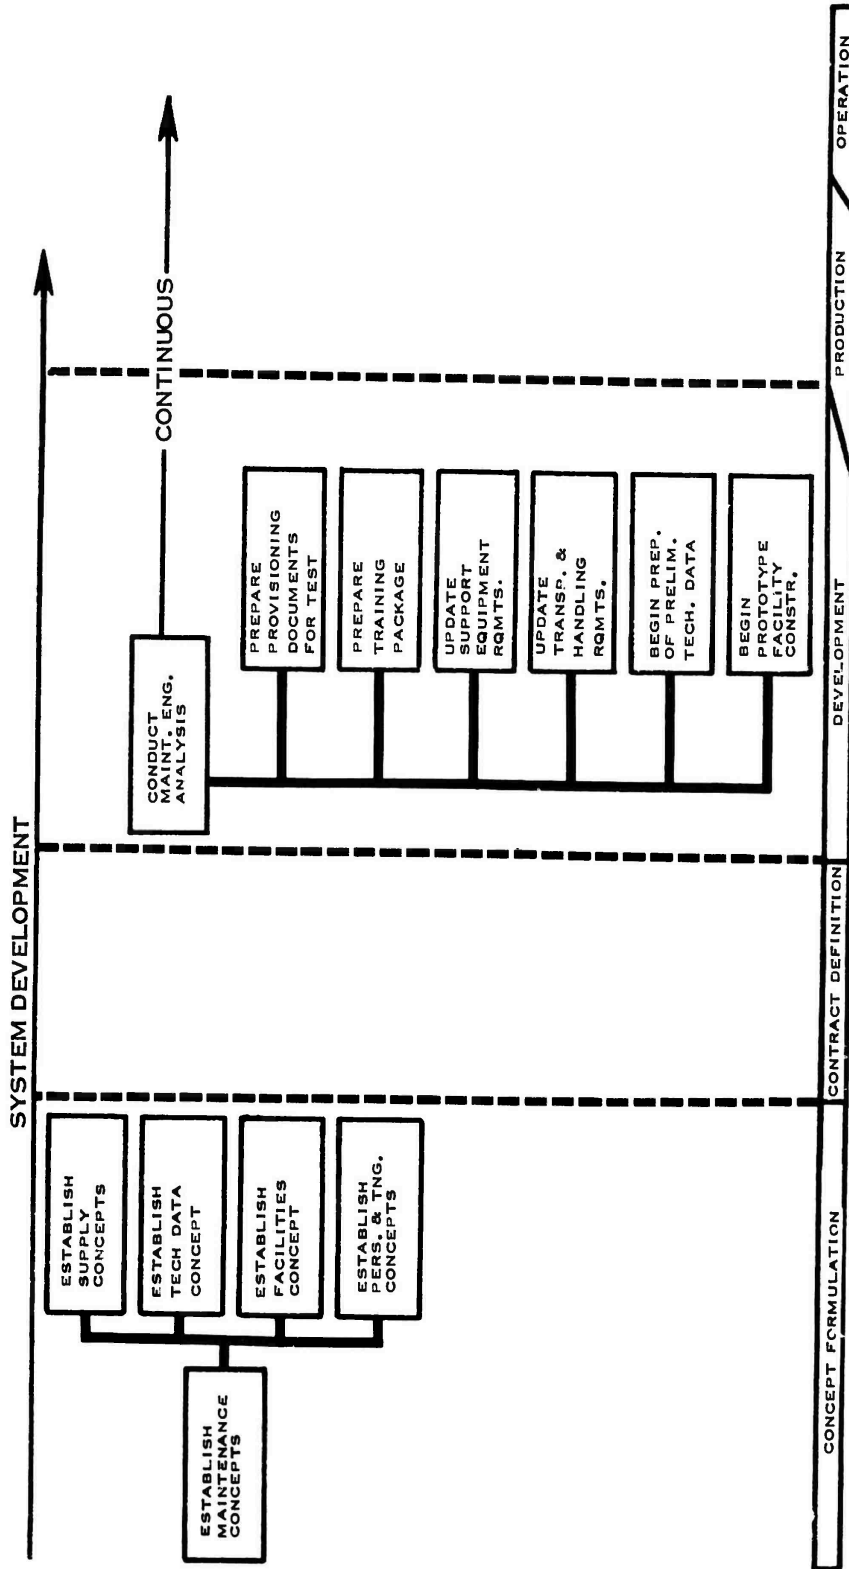 SYSTEM DEVELOPMENT
ESTABLISH
MAINTENANCE
CONCEPTS
ESTABLISH
SUPPLY
CONCEPTS
ESTABLISH
TECH DATA
CONCEPT
ESTABLISH
FACILITIES
CONCEPT
ESTABLISH
PERS. & TNG.
CONCEPTS
CONDUCT
MAINT. ENG.
ANALYSIS
CONTINUOUS
PREPARE
PROVISIONING
DOCUMENTS
FOR TEST
PREPARE
TRAINING
PACKAGE
UPDATE
SUPPORT
EQUIPMENT
RQMTS.
UPDATE
TRANSP. &
HANDLING
RQMTS.
BEGIN PREP.
OF PRELIM.
TECH. DATA
BEGIN
PROTOTYPE
FACILITY
CONSTR.
CONCEPT FORMULATION
CONTRACT DEFINITION
DEVELOPMENT
PRODUCTION
OPERATION